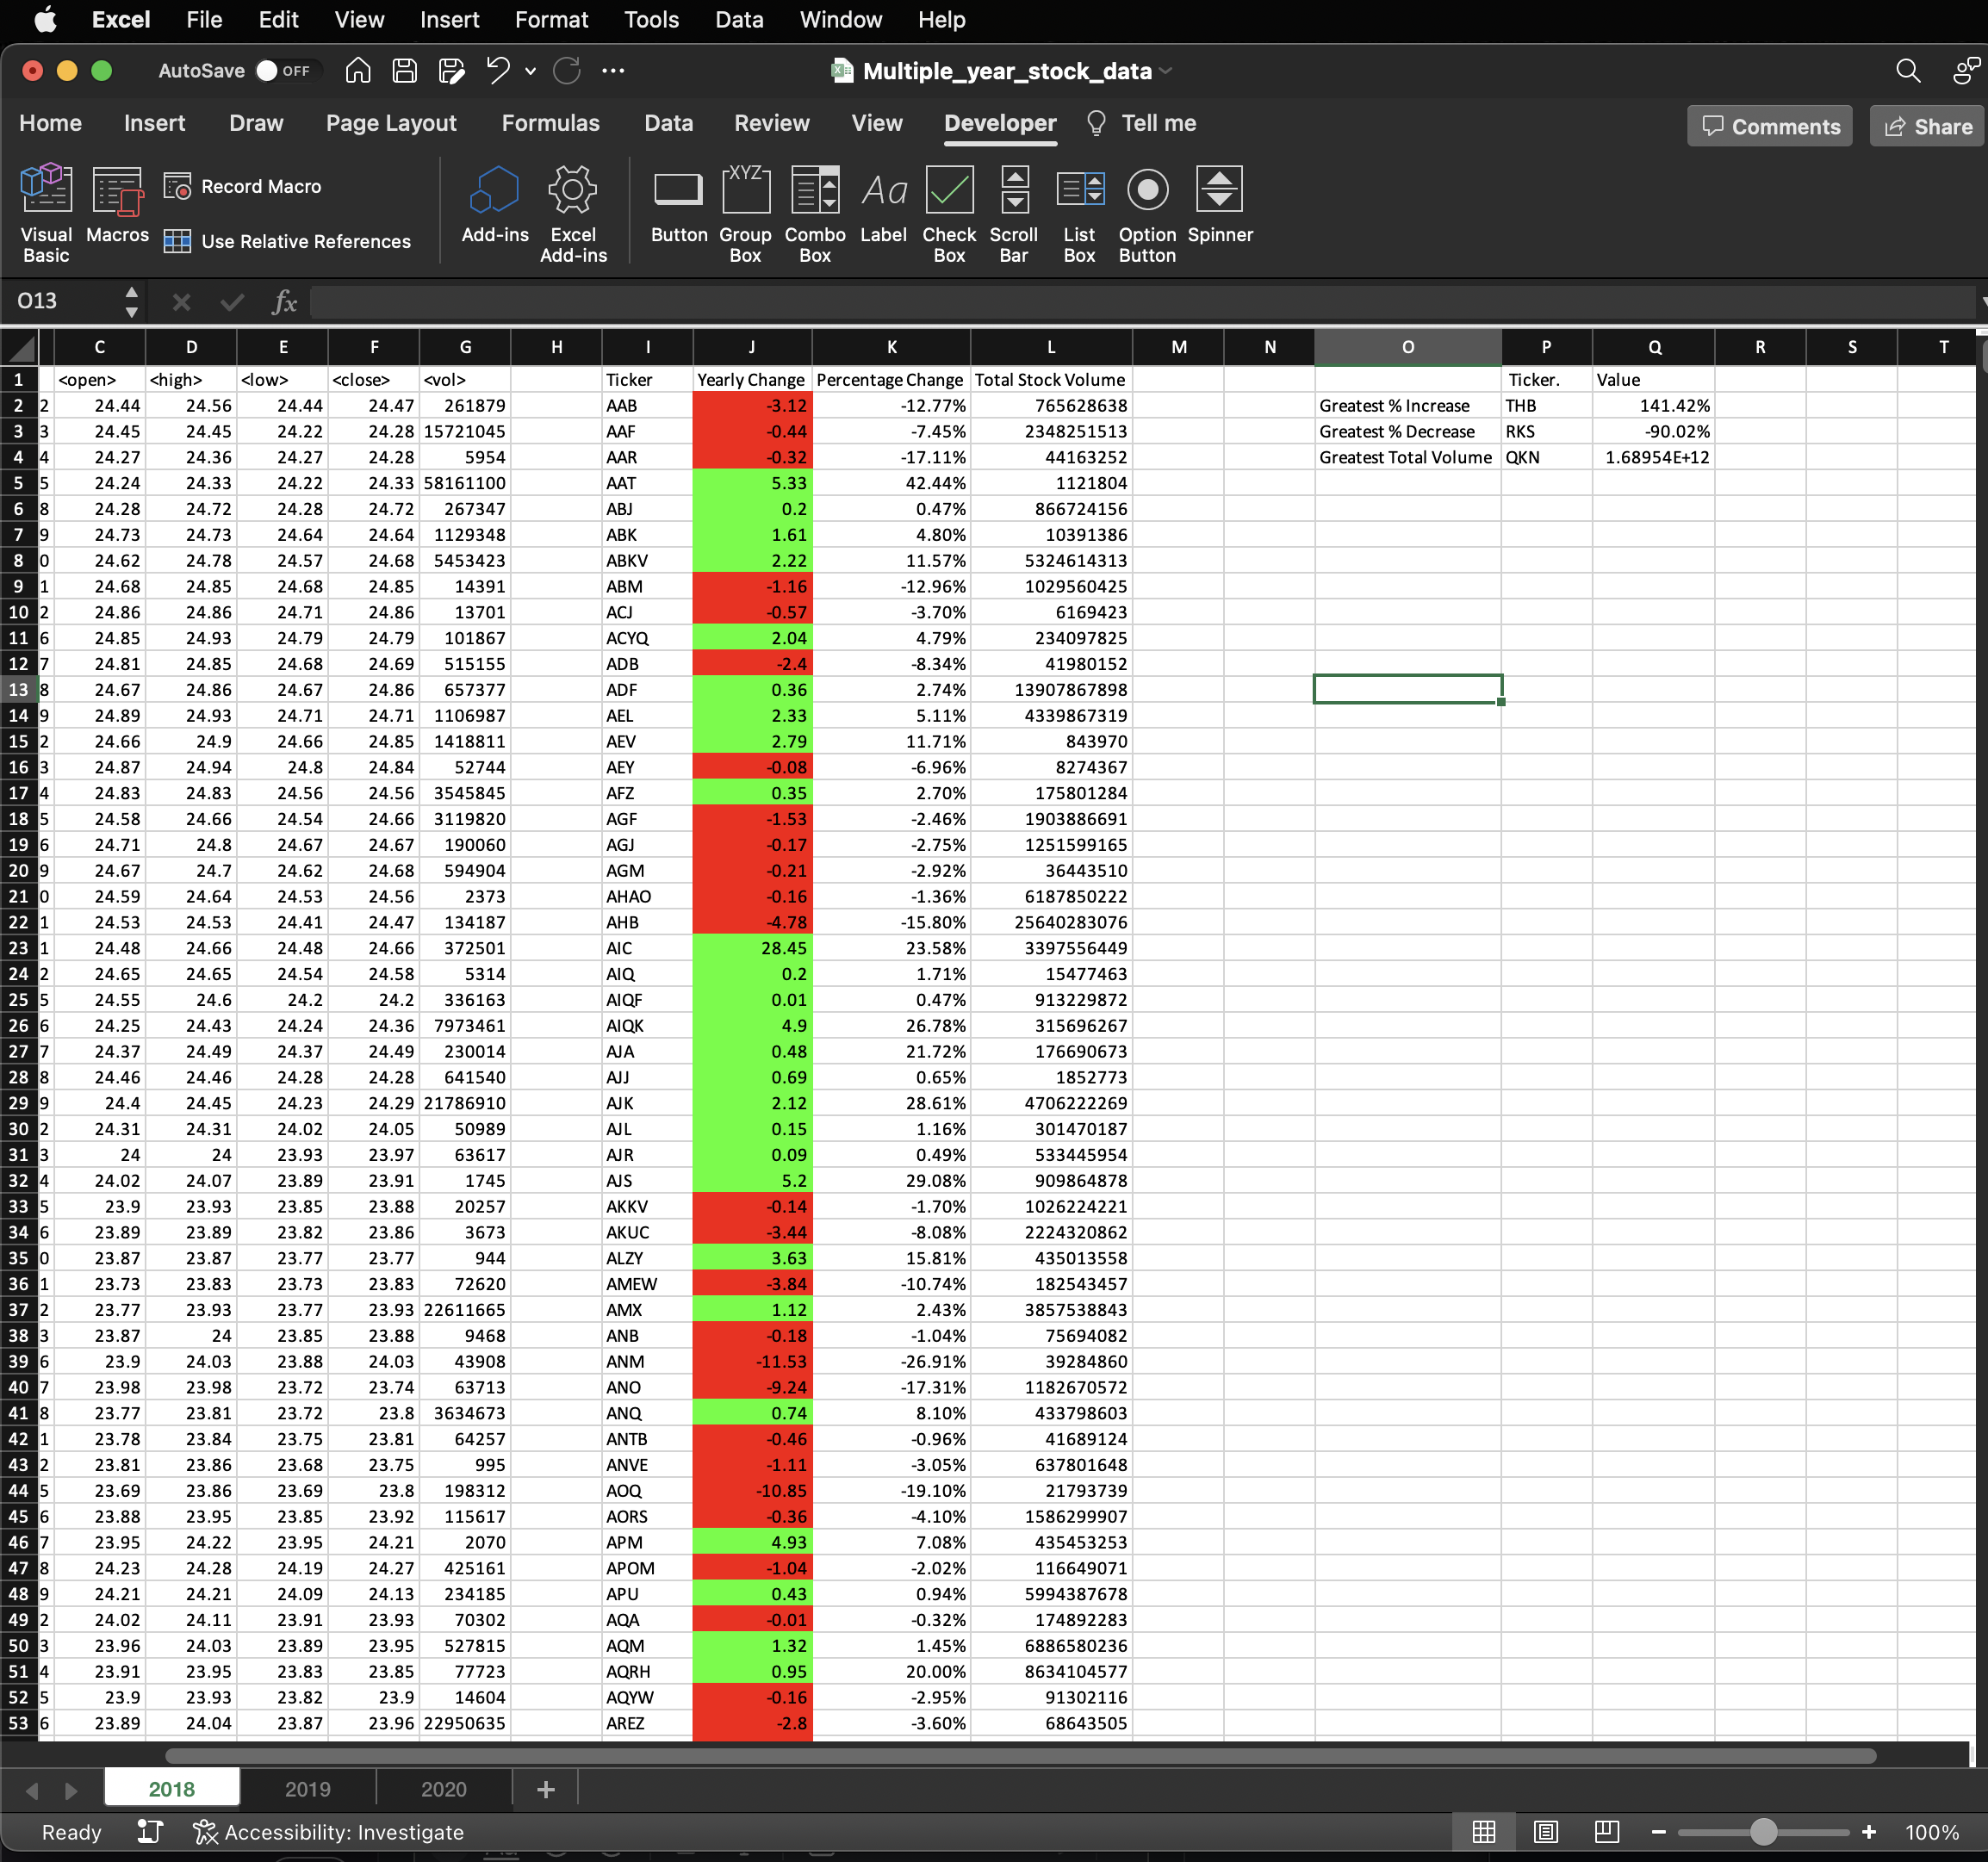 Excel File Edit View Insert Format Tools Data Window Help
AutoSave OFF Multiple_year_stock_data
Home Insert Draw Page Layout Formulas Data Review View Developer Tell me Comments Share
Visual Basic Macros Record Macro Use Relative References Add-ins Excel Add-ins Button XYZ Group Box Combo Box Aa Label Check Box Scroll Bar List Box Option Button Spinner
O13 fx
C D E F G H I J K L M N O P Q R S T
1 <open> <high> <low> <close> <vol> Ticker Yearly Change Percentage Change Total Stock Volume Ticker. Value
2 2 24.44 24.56 24.44 24.47 261879 AAB -3.12 -12.77% 765628638 Greatest % Increase THB 141.42%
3 3 24.45 24.45 24.22 24.28 15721045 AAF -0.44 -7.45% 2348251513 Greatest % Decrease RKS -90.02%
4 4 24.27 24.36 24.27 24.28 5954 AAR -0.32 -17.11% 44163252 Greatest Total Volume QKN 1.68954E+12
5 5 24.24 24.33 24.22 24.33 58161100 AAT 5.33 42.44% 1121804
6 8 24.28 24.72 24.28 24.72 267347 ABJ 0.2 0.47% 866724156
7 9 24.73 24.73 24.64 24.64 1129348 ABK 1.61 4.80% 10391386
8 0 24.62 24.78 24.57 24.68 5453423 ABKV 2.22 11.57% 5324614313
9 1 24.68 24.85 24.68 24.85 14391 ABM -1.16 -12.96% 1029560425
10 2 24.86 24.86 24.71 24.86 13701 ACJ -0.57 -3.70% 6169423
11 6 24.85 24.93 24.79 24.79 101867 ACYQ 2.04 4.79% 234097825
12 7 24.81 24.85 24.68 24.69 515155 ADB -2.4 -8.34% 41980152
13 8 24.67 24.86 24.67 24.86 657377 ADF 0.36 2.74% 13907867898
14 9 24.89 24.93 24.71 24.71 1106987 AEL 2.33 5.11% 4339867319
15 2 24.66 24.9 24.66 24.85 1418811 AEV 2.79 11.71% 843970
16 3 24.87 24.94 24.8 24.84 52744 AEY -0.08 -6.96% 8274367
17 4 24.83 24.83 24.56 24.56 3545845 AFZ 0.35 2.70% 175801284
18 5 24.58 24.66 24.54 24.66 3119820 AGF -1.53 -2.46% 1903886691
19 6 24.71 24.8 24.67 24.67 190060 AGJ -0.17 -2.75% 1251599165
20 9 24.67 24.7 24.62 24.68 594904 AGM -0.21 -2.92% 36443510
21 0 24.59 24.64 24.53 24.56 2373 AHAO -0.16 -1.36% 6187850222
22 1 24.53 24.53 24.41 24.47 134187 AHB -4.78 -15.80% 25640283076
23 1 24.48 24.66 24.48 24.66 372501 AIC 28.45 23.58% 3397556449
24 2 24.65 24.65 24.54 24.58 5314 AIQ 0.2 1.71% 15477463
25 5 24.55 24.6 24.2 24.2 336163 AIQF 0.01 0.47% 913229872
26 6 24.25 24.43 24.24 24.36 7973461 AIQK 4.9 26.78% 315696267
27 7 24.37 24.49 24.37 24.49 230014 AJA 0.48 21.72% 176690673
28 8 24.46 24.46 24.28 24.28 641540 AJJ 0.69 0.65% 1852773
29 9 24.4 24.45 24.23 24.29 21786910 AJK 2.12 28.61% 4706222269
30 2 24.31 24.31 24.02 24.05 50989 AJL 0.15 1.16% 301470187
31 3 24 24 23.93 23.97 63617 AJR 0.09 0.49% 533445954
32 4 24.02 24.07 23.89 23.91 1745 AJS 5.2 29.08% 909864878
33 5 23.9 23.93 23.85 23.88 20257 AKKV -0.14 -1.70% 1026224221
34 6 23.89 23.89 23.82 23.86 3673 AKUC -3.44 -8.08% 2224320862
35 0 23.87 23.87 23.77 23.77 944 ALZY 3.63 15.81% 435013558
36 1 23.73 23.83 23.73 23.83 72620 AMEW -3.84 -10.74% 182543457
37 2 23.77 23.93 23.77 23.93 22611665 AMX 1.12 2.43% 3857538843
38 3 23.87 24 23.85 23.88 9468 ANB -0.18 -1.04% 75694082
39 6 23.9 24.03 23.88 24.03 43908 ANM -11.53 -26.91% 39284860
40 7 23.98 23.98 23.72 23.74 63713 ANO -9.24 -17.31% 1182670572
41 8 23.77 23.81 23.72 23.8 3634673 ANQ 0.74 8.10% 433798603
42 1 23.78 23.84 23.75 23.81 64257 ANTB -0.46 -0.96% 41689124
43 2 23.81 23.86 23.68 23.75 995 ANVE -1.11 -3.05% 637801648
44 5 23.69 23.86 23.69 23.8 198312 AOQ -10.85 -19.10% 21793739
45 6 23.88 23.95 23.85 23.92 115617 AORS -0.36 -4.10% 1586299907
46 7 23.95 24.22 23.95 24.21 2070 APM 4.93 7.08% 435453253
47 8 24.23 24.28 24.19 24.27 425161 APOM -1.04 -2.02% 116649071
48 9 24.21 24.21 24.09 24.13 234185 APU 0.43 0.94% 5994387678
49 2 24.02 24.11 23.91 23.93 70302 AQA -0.01 -0.32% 174892283
50 3 23.96 24.03 23.89 23.95 527815 AQM 1.32 1.45% 6886580236
51 4 23.91 23.95 23.83 23.85 77723 AQRH 0.95 20.00% 8634104577
52 5 23.9 23.93 23.82 23.9 14604 AQYW -0.16 -2.95% 91302116
53 6 23.89 24.04 23.87 23.96 22950635 AREZ -2.8 -3.60% 68643505
2018 2019 2020 +
Ready Accessibility: Investigate 100%